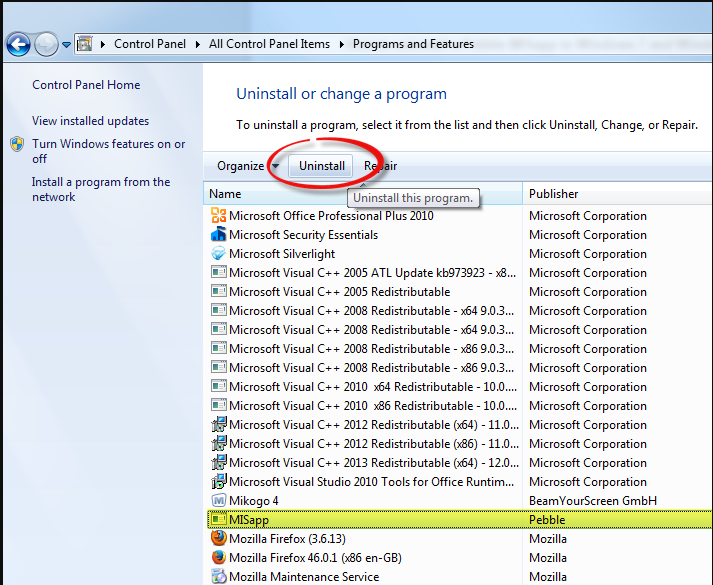 Control Panel
All Control Panel Items
Programs and Features
Control Panel Home
View installed updates
Turn Windows features on or
off
Install a program from the
network
Uninstall or change a program
To uninstall a program, select it from the list and then click Uninstall, Change, or Repair.
Organize Uninstall Repair
Uninstall this program.
Name Publisher
Microsoft Office Professional Plus 2010 Microsoft Corporation
Microsoft Security Essentials Microsoft Corporation
Microsoft Silverlight Microsoft Corporation
Microsoft Visual C++ 2005 ATL Update kb973923 - x8... Microsoft Corporation
Microsoft Visual C++ 2005 Redistributable Microsoft Corporation
Microsoft Visual C++ 2008 Redistributable - x64 9.0.3... Microsoft Corporation
Microsoft Visual C++ 2008 Redistributable - x64 9.0.3... Microsoft Corporation
Microsoft Visual C++ 2008 Redistributable - x86 9.0.3... Microsoft Corporation
Microsoft Visual C++ 2008 Redistributable - x86 9.0.3... Microsoft Corporation
Microsoft Visual C++ 2010 x64 Redistributable - 10.0.... Microsoft Corporation
Microsoft Visual C++ 2010 x86 Redistributable - 10.0.... Microsoft Corporation
Microsoft Visual C++ 2012 Redistributable (x64) - 11.0... Microsoft Corporation
Microsoft Visual C++ 2012 Redistributable (x86) - 11.0... Microsoft Corporation
Microsoft Visual C++ 2013 Redistributable (x64) - 12.0... Microsoft Corporation
Microsoft Visual Studio 2010 Tools for Office Runtim... Microsoft Corporation
Mikogo 4 BeamYourScreen GmbH
MISapp Pebble
Mozilla Firefox (3.6.13) Mozilla
Mozilla Firefox 46.0.1 (x86 en-GB) Mozilla
Mozilla Maintenance Service Mozilla